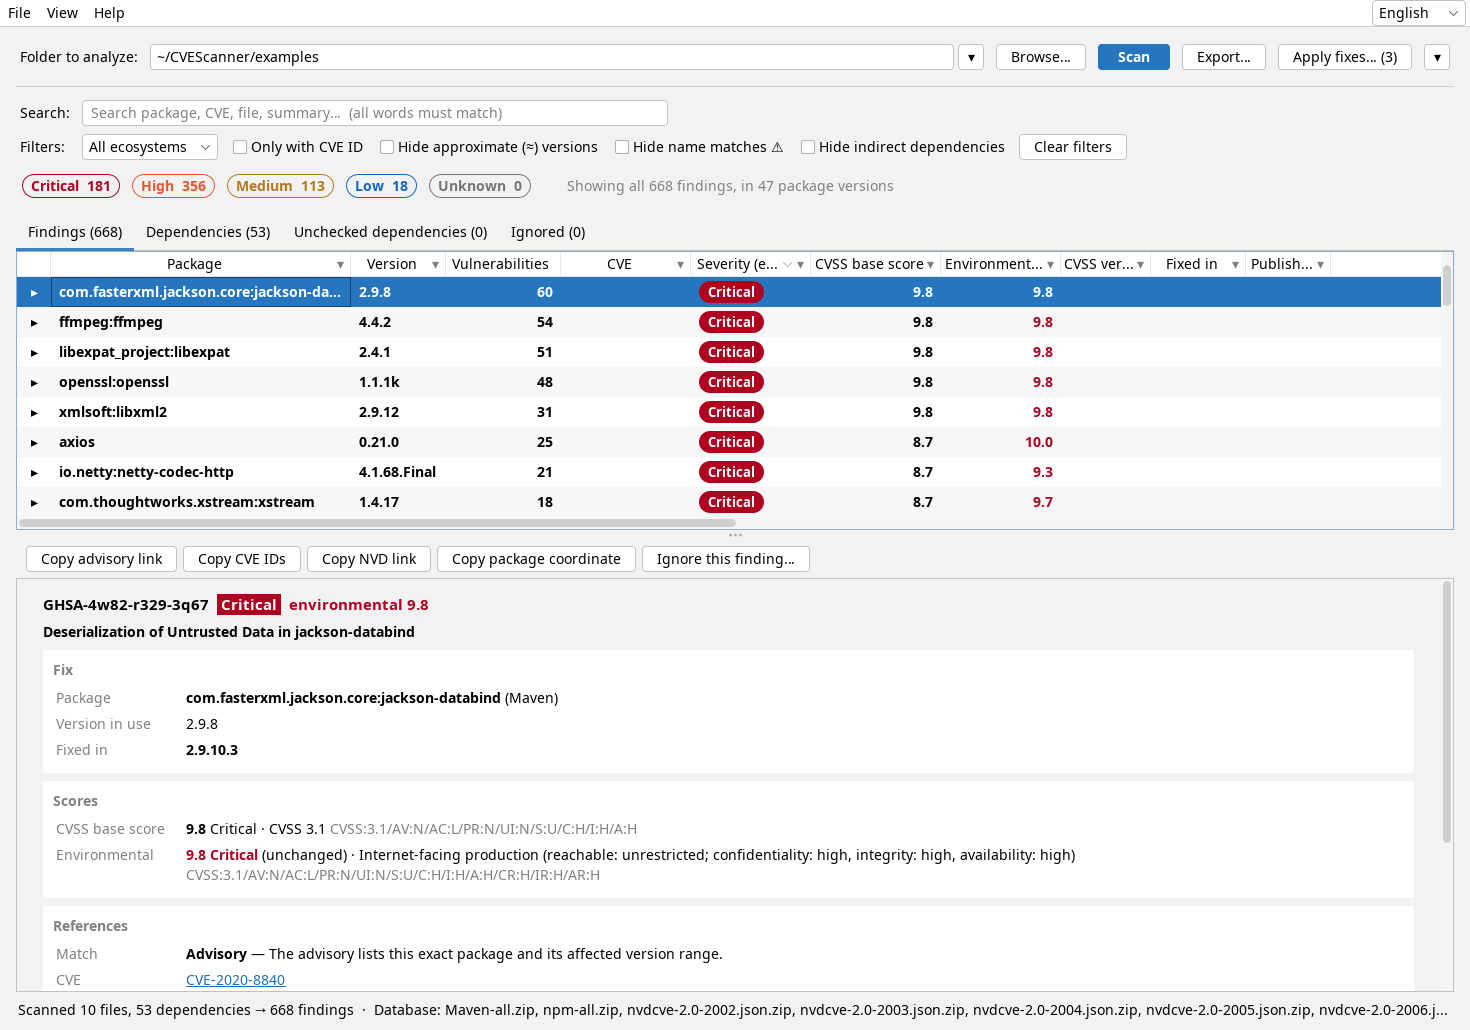 File View Help English
Folder to analyze: ~/CVEScanner/examples ▾ Browse... Scan Export... Apply fixes... (3) ▾
Search: Search package, CVE, file, summary... (all words must match)
Filters: All ecosystems Only with CVE ID Hide approximate (≈) versions Hide name matches ⚠ Hide indirect dependencies Clear filters
Critical 181 High 356 Medium 113 Low 18 Unknown 0 Showing all 668 findings, in 47 package versions
Findings (668) Dependencies (53) Unchecked dependencies (0) Ignored (0)
Package ▾ Version ▾ Vulnerabilities CVE ▾ Severity (e... ▾ CVSS base score ▾ Environment... ▾ CVSS ver... ▾ Fixed in ▾ Publish... ▾
▸ com.fasterxml.jackson.core:jackson-da... 2.9.8 60 Critical 9.8 9.8
▸ ffmpeg:ffmpeg 4.4.2 54 Critical 9.8 9.8
▸ libexpat_project:libexpat 2.4.1 51 Critical 9.8 9.8
▸ openssl:openssl 1.1.1k 48 Critical 9.8 9.8
▸ xmlsoft:libxml2 2.9.12 31 Critical 9.8 9.8
▸ axios 0.21.0 25 Critical 8.7 10.0
▸ io.netty:netty-codec-http 4.1.68.Final 21 Critical 8.7 9.3
▸ com.thoughtworks.xstream:xstream 1.4.17 18 Critical 8.7 9.7
Copy advisory link Copy CVE IDs Copy NVD link Copy package coordinate Ignore this finding...
GHSA-4w82-r329-3q67 Critical environmental 9.8
Deserialization of Untrusted Data in jackson-databind
Fix
Package com.fasterxml.jackson.core:jackson-databind (Maven)
Version in use 2.9.8
Fixed in 2.9.10.3
Scores
CVSS base score 9.8 Critical · CVSS 3.1 CVSS:3.1/AV:N/AC:L/PR:N/UI:N/S:U/C:H/I:H/A:H
Environmental 9.8 Critical (unchanged) · Internet-facing production (reachable: unrestricted; confidentiality: high, integrity: high, availability: high)
CVSS:3.1/AV:N/AC:L/PR:N/UI:N/S:U/C:H/I:H/A:H/CR:H/IR:H/AR:H
References
Match Advisory — The advisory lists this exact package and its affected version range.
CVE CVE-2020-8840
Scanned 10 files, 53 dependencies → 668 findings · Database: Maven-all.zip, npm-all.zip, nvdcve-2.0-2002.json.zip, nvdcve-2.0-2003.json.zip, nvdcve-2.0-2004.json.zip, nvdcve-2.0-2005.json.zip, nvdcve-2.0-2006.j...